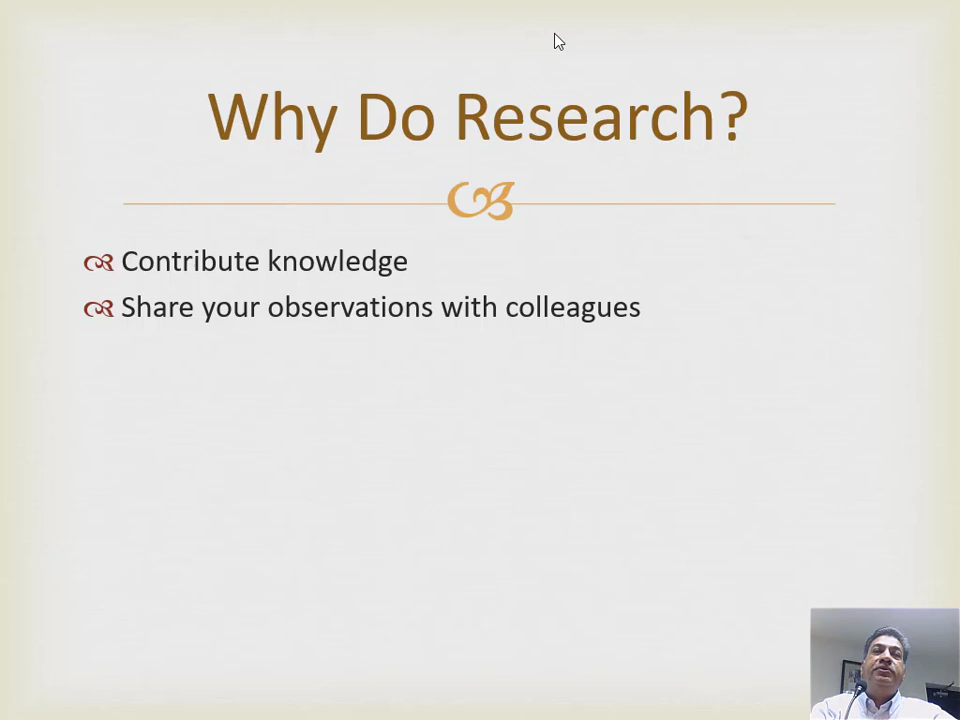 Why Do Research?
Contribute knowledge
Share your observations with colleagues